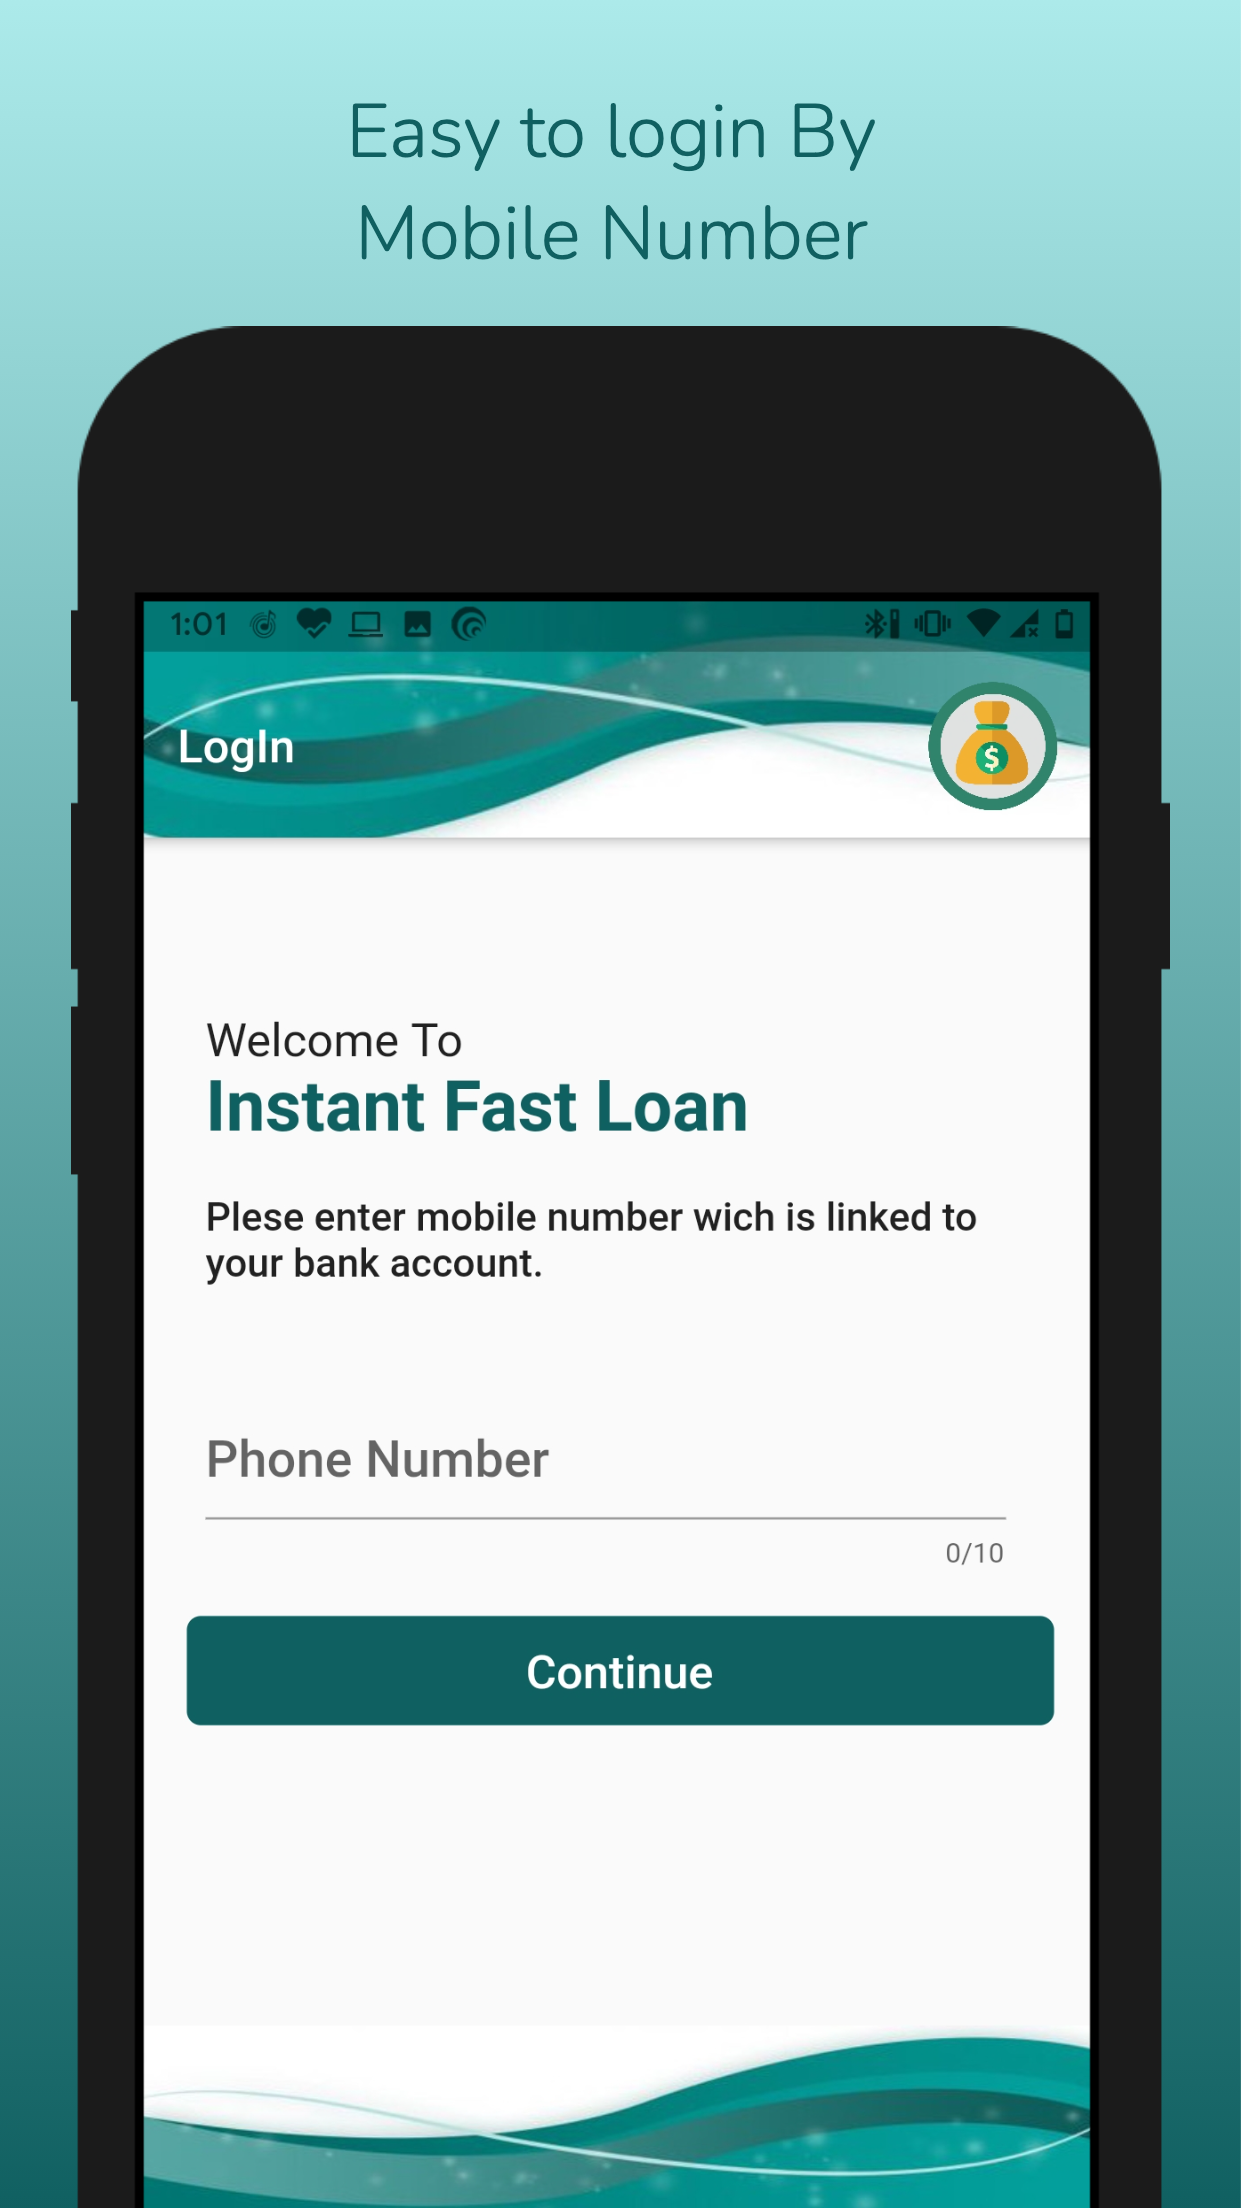 Easy to login By
Mobile Number
1:01
LogIn
$
Welcome To
Instant Fast Loan
Plese enter mobile number wich is linked to
your bank account.
Phone Number
0/10
Continue